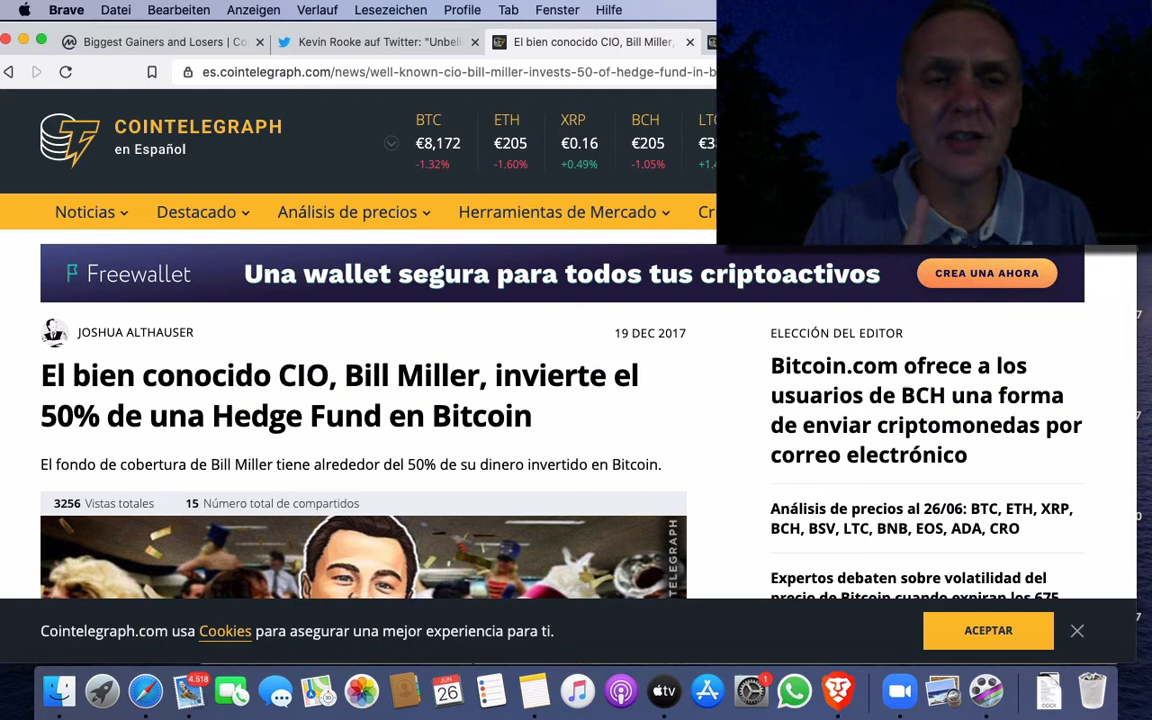 Brave Datei Bearbeiten Anzeigen Verlauf Lesezeichen Profile Tab Fenster Hilfe
Biggest Gainers and Losers | Co
Kevin Rooke auf Twitter: "Unbeli
El bien conocido CIO, Bill Miller,
es.cointelegraph.com/news/well-known-cio-bill-miller-invests-50-of-hedge-fund-in-b
COINTELEGRAPH
en Español
BTC ETH XRP BCH LTC
€8,172 €205 €0.16 €205
-1.32% -1.60% +0.49% -1.05%
Noticias Destacado Análisis de precios Herramientas de Mercado
Freewallet Una wallet segura para todos tus criptoactivos CREA UNA AHORA
JOSHUA ALTHAUSER
19 DEC 2017
El bien conocido CIO, Bill Miller, invierte el
50% de una Hedge Fund en Bitcoin
El fondo de cobertura de Bill Miller tiene alrededor del 50% de su dinero invertido en Bitcoin.
3256 Vistas totales 15 Número total de compartidos
ELECCIÓN DEL EDITOR
Bitcoin.com ofrece a los
usuarios de BCH una forma
de enviar criptomonedas por
correo electrónico
Análisis de precios al 26/06: BTC, ETH, XRP,
BCH, BSV, LTC, BNB, EOS, ADA, CRO
Expertos debaten sobre volatilidad del
precio de Bitcoin cuando expiran los 675
Cointelegraph.com usa Cookies para asegurar una mejor experiencia para ti.
ACEPTAR
4.518
JUN
26
tv
1
DOCX